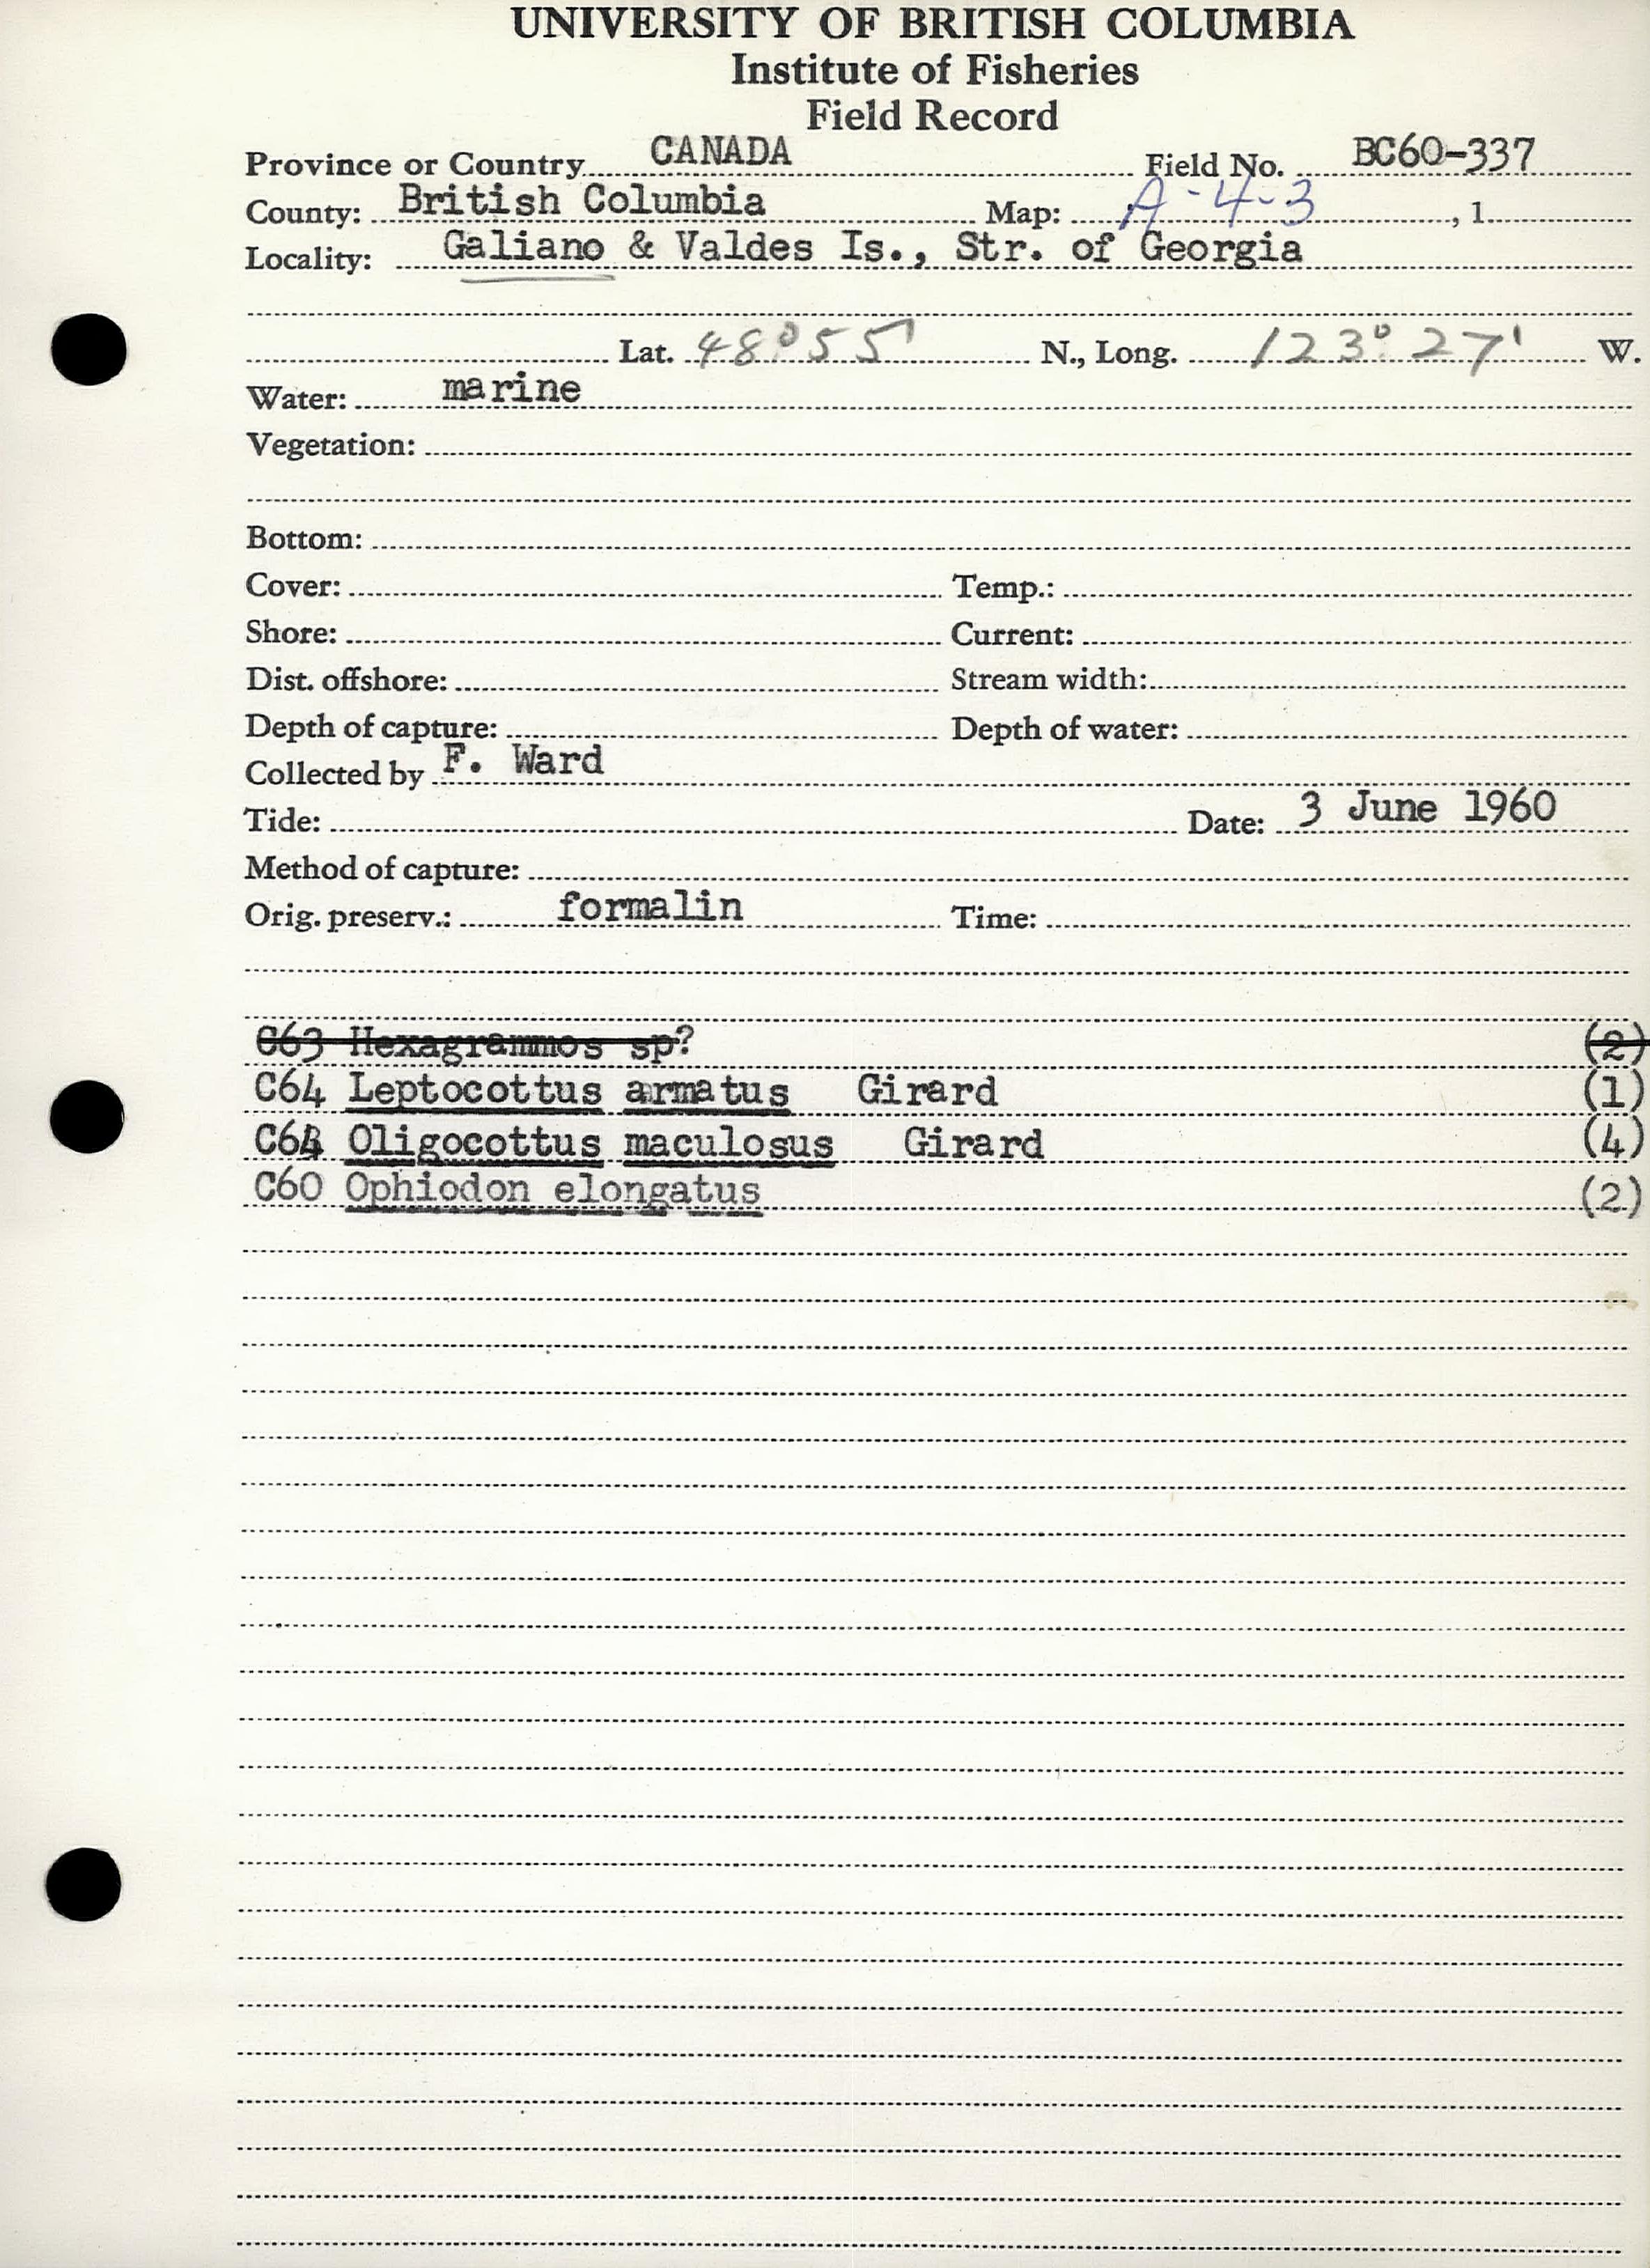 UNIVERSITY OF BRITISH COLUMBIA
Institute of Fisheries
Field Record
Province or Country CANADA Field No. BC60-337
County: British Columbia Map: A-4-3 , 1
Locality: Galiano & Valdes Is., Str. of Georgia
Lat. 48°55' N., Long. 123°27' W.
Water: marine
Vegetation:
Bottom:
Cover: Temp.:
Shore: Current:
Dist. offshore: Stream width:
Depth of capture: Depth of water:
Collected by F. Ward
Tide: Date: 3 June 1960
Method of capture:
Orig. preserv.: formalin Time:
C63 Hexagrammos sp? (2)
C64 Leptocottus armatus Girard (1)
C64 Oligocottus maculosus Girard (4)
C60 Ophiodon elongatus (2)